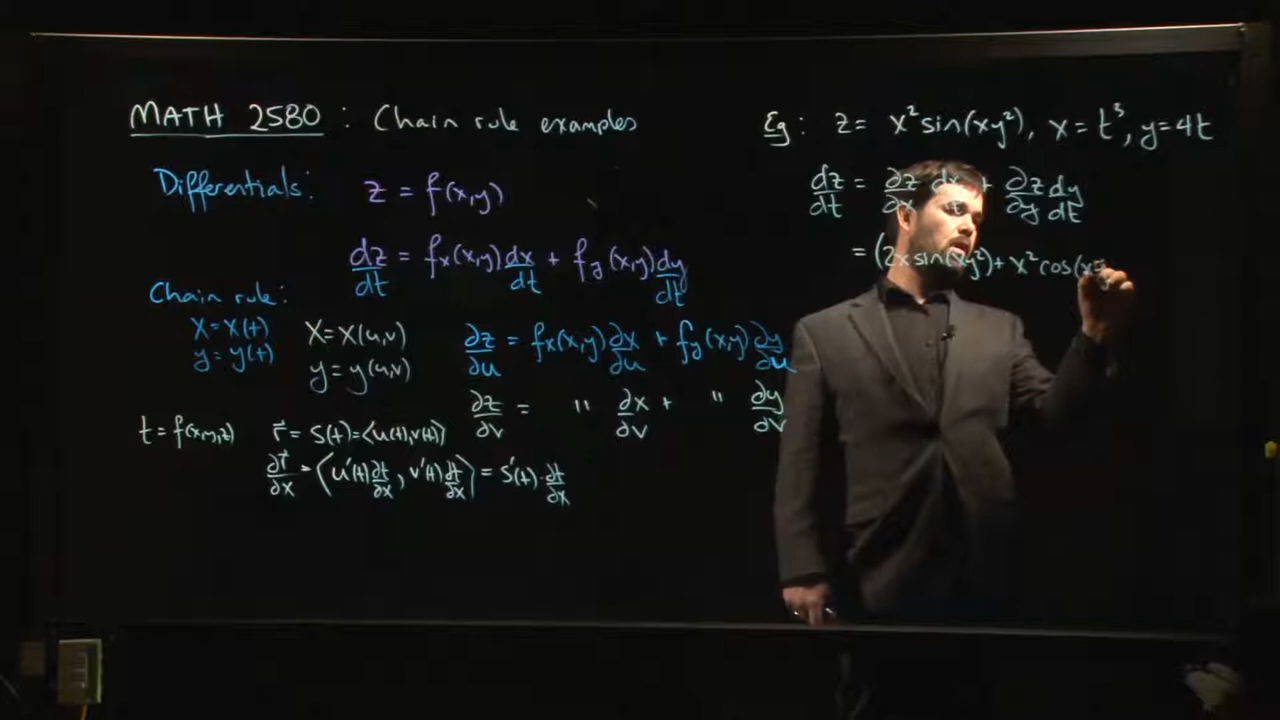 MATH 2580 : Chain rule examples
Differentials: z = f(x,y)
dz/dt = fx(x,y) dx/dt + fy(x,y) dy/dt
Chain rule:
x = x(t)
y = y(t)
x = x(u,v)
y = y(u,v)
∂z/∂u = fx(x,y) ∂x/∂u + fy(x,y) ∂y/∂u
∂z/∂v = " ∂x/∂v + " ∂y/∂v
t = f(x,y,z) r⃗ = s(t) = ⟨u(t), v(t)⟩
∂r⃗/∂x = ⟨u'(t) ∂t/∂x, v'(t) ∂t/∂x⟩ = s'(t) · ∂t/∂x
Eg: z = x² sin(xy²), x = t³, y = 4t
dz/dt = ∂z/∂x dx + ∂z/∂y dy/dt
= (2x sin(xy²) + x² cos(x